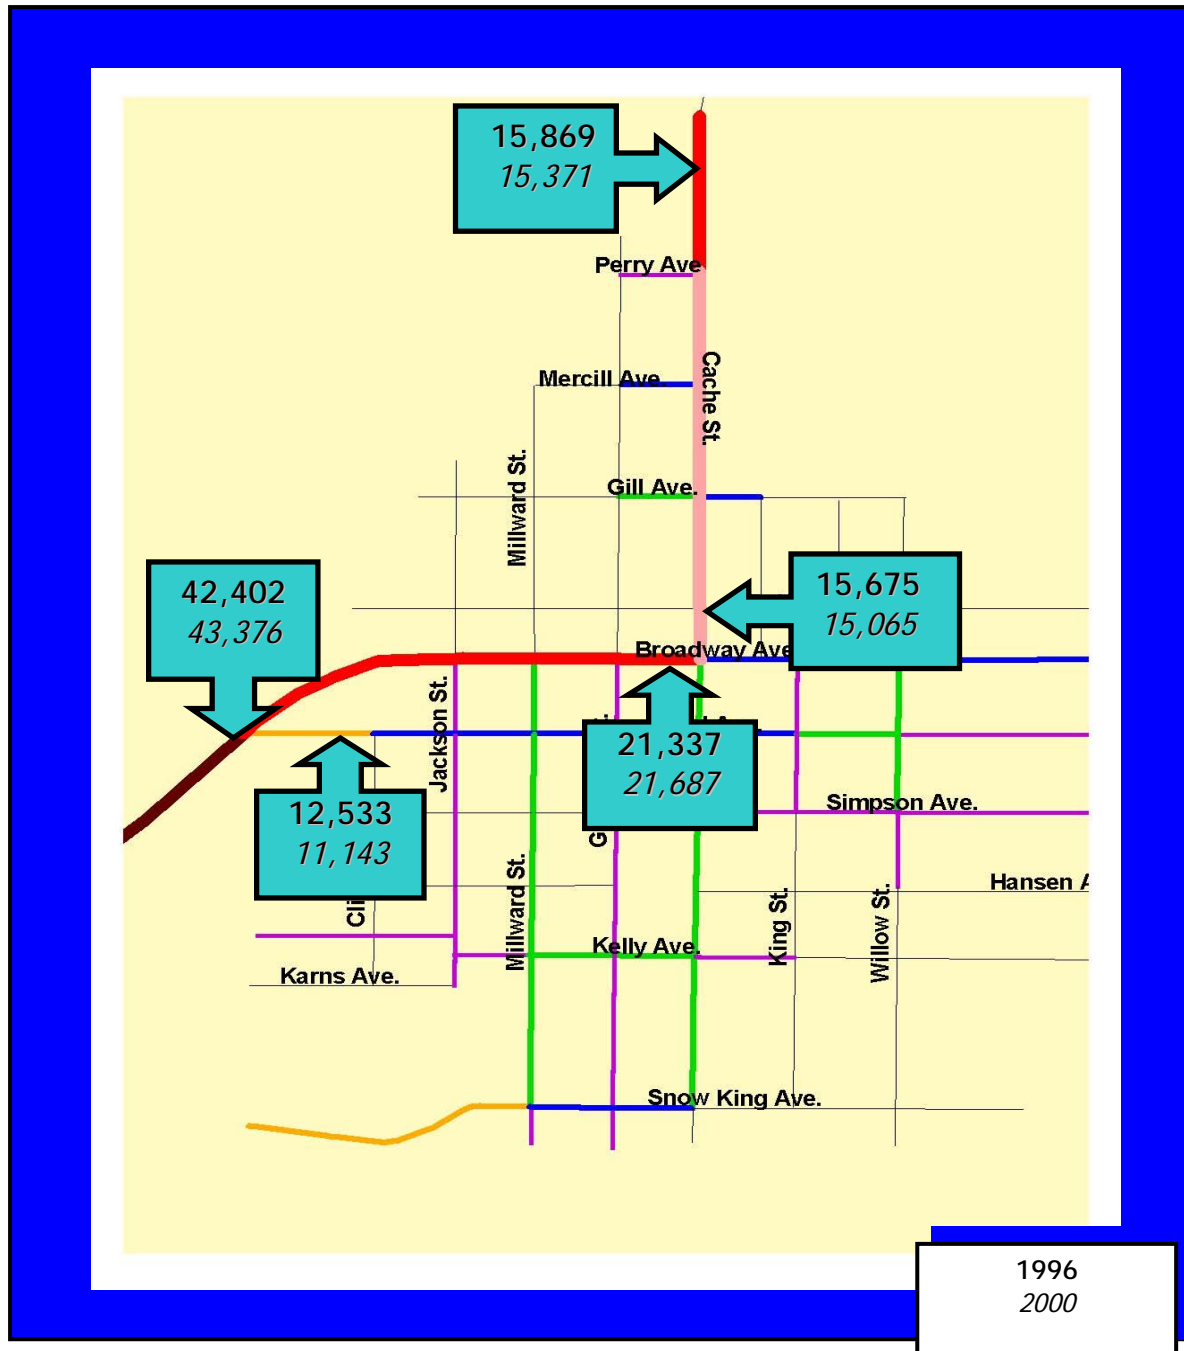 15,869
15,371
Perry Ave
Mercill Ave.
Cache St.
Gill Ave.
Millward St.
42,402
43,376
15,675
15,065
Broadway Ave
Jackson St.
21,337
21,687
12,533
11,143
Simpson Ave.
Hansen A
Cli
G
Millward St.
King St.
Willow St.
Kelly Ave.
Karns Ave.
Snow King Ave.
1996
2000